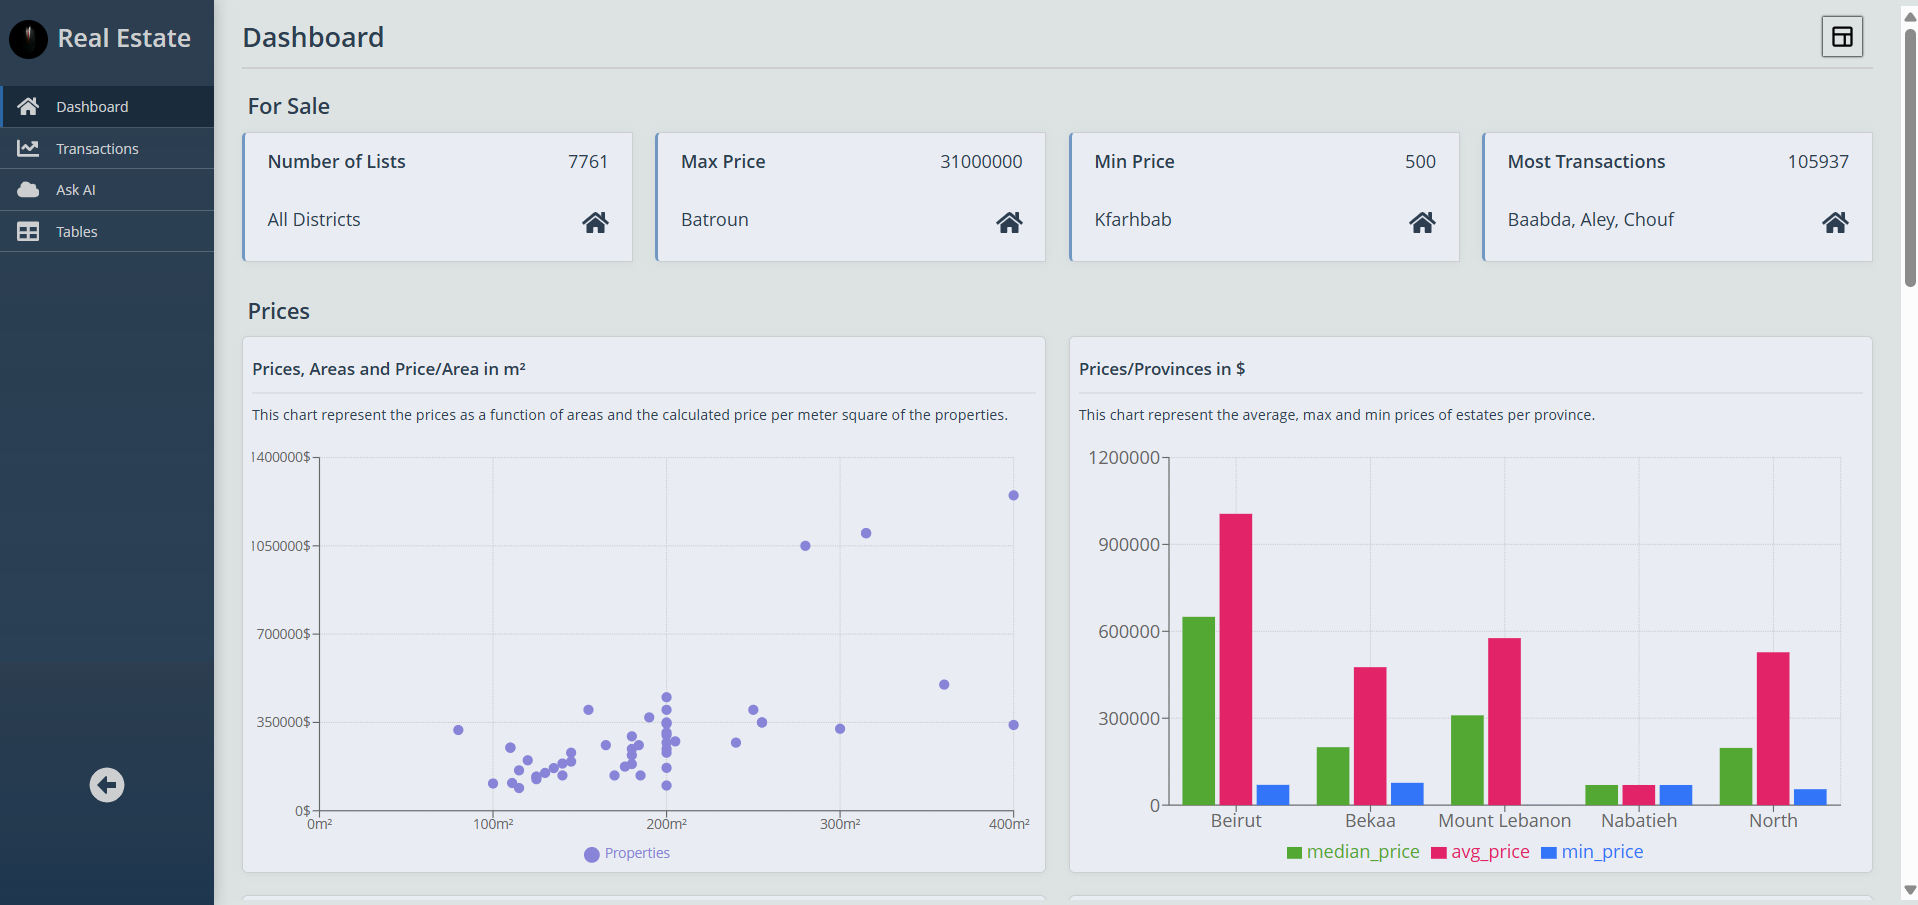 Real Estate
Dashboard
Transactions
Ask AI
Tables
Dashboard
For Sale
Number of Lists 7761
All Districts
Max Price 31000000
Batroun
Min Price 500
Kfarhbab
Most Transactions 105937
Baabda, Aley, Chouf
Prices
Prices, Areas and Price/Area in m²
This chart represent the prices as a function of areas and the calculated price per meter square of the properties.
1400000$
1050000$
700000$
350000$
0$
0m² 100m² 200m² 300m² 400m²
Properties
Prices/Provinces in $
This chart represent the average, max and min prices of estates per province.
1200000
900000
600000
300000
0
Beirut Bekaa Mount Lebanon Nabatieh North
median_price avg_price min_price